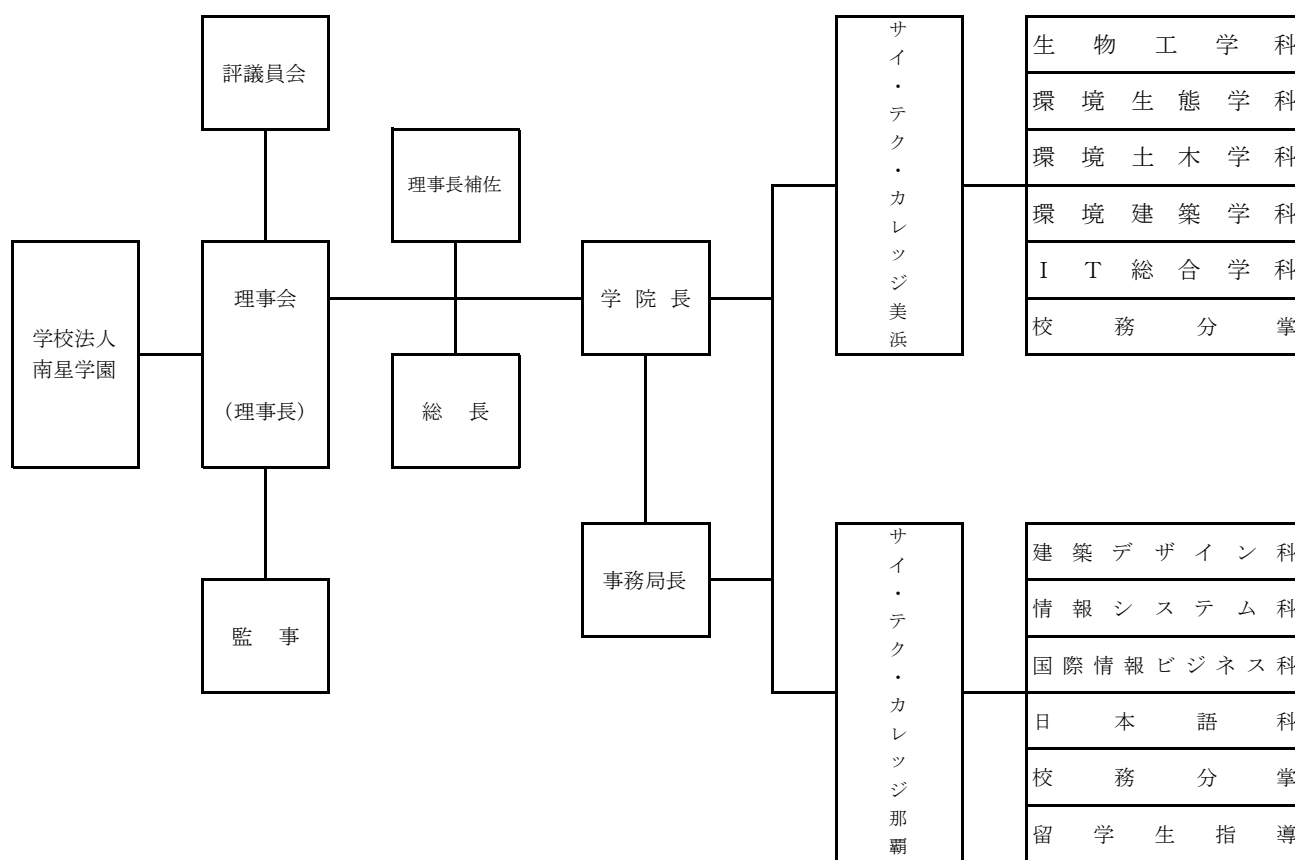 評議員会
理事長補佐
学校法人
南星学園
理事会
（理事長）
総長
監事
学院長
事務局長
サイ・テク・カレッジ美浜
生物工学科
環境生態学科
環境土木学科
環境建築学科
ＩＴ総合学科
校務分掌
サイ・テク・カレッジ那覇
建築デザイン科
情報システム科
国際情報ビジネス科
日本語科
校務分掌
留学生指導